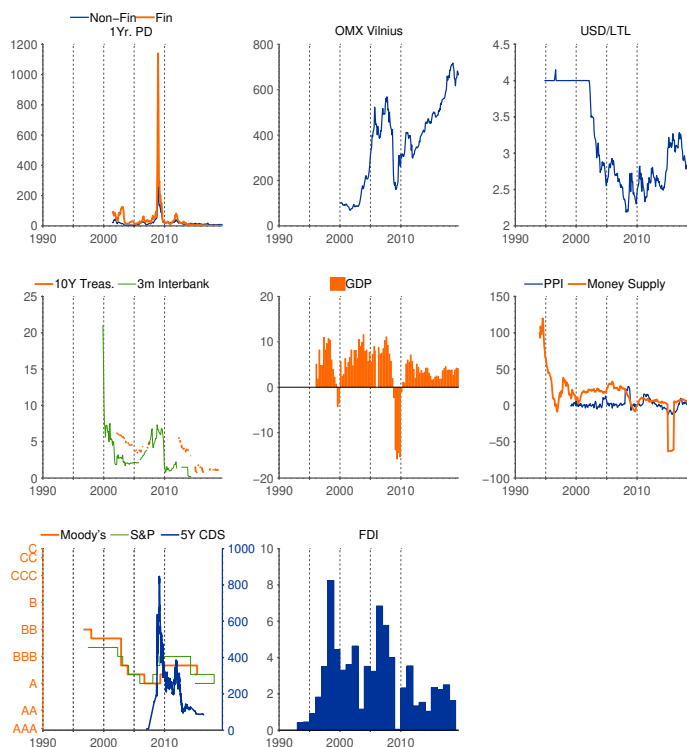 Non−Fin Fin
1Yr. PD
1200
1000
800
600
400
200
0
1990 2000 2010
OMX Vilnius
800
600
400
200
0
1990 2000 2010
USD/LTL
4.5
4
3.5
3
2.5
2
1990 2000 2010
10Y Treas. 3m Interbank
25
20
15
10
5
0
1990 2000 2010
GDP
20
10
0
−10
−20
1990 2000 2010
PPI Money Supply
150
100
50
0
−50
−100
1990 2000 2010
Moody's S&P 5Y CDS
C
CC
CCC
B
BB
BBB
A
AA
AAA
1000
800
600
400
200
0
1990 2000 2010
FDI
10
8
6
4
2
0
1990 2000 2010